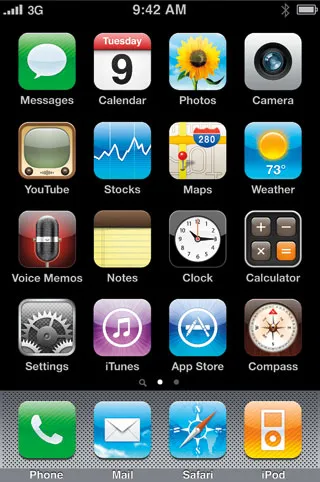 3G 9:42 AM
Tuesday
9
280
73°
Messages Calendar Photos Camera
YouTube Stocks Maps Weather
Voice Memos Notes Clock Calculator
Settings iTunes App Store Compass
Phone Mail Safari iPod